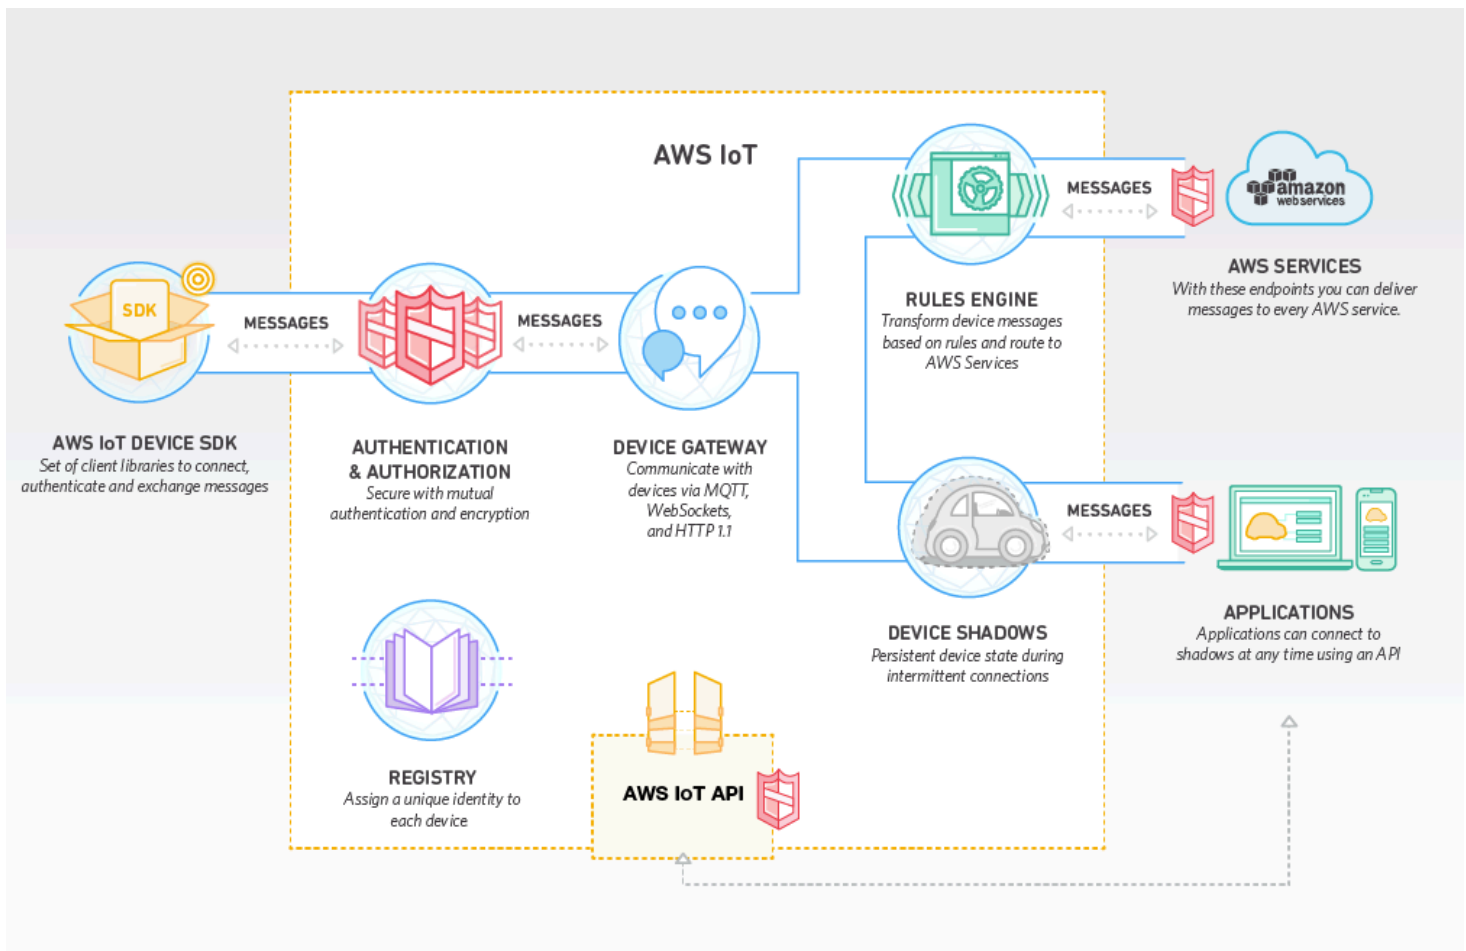 AWS IoT
SDK
MESSAGES
MESSAGES
MESSAGES
amazon
webservices
AWS SERVICES
With these endpoints you can deliver
messages to every AWS service.
RULES ENGINE
Transform device messages
based on rules and route to
AWS Services
AWS IoT DEVICE SDK
Set of client libraries to connect,
authenticate and exchange messages
AUTHENTICATION
& AUTHORIZATION
Secure with mutual
authentication and encryption
DEVICE GATEWAY
Communicate with
devices via MQTT,
WebSockets,
and HTTP 1.1
MESSAGES
DEVICE SHADOWS
Persistent device state during
intermittent connections
APPLICATIONS
Applications can connect to
shadows at any time using an API
REGISTRY
Assign a unique identity to
each device
AWS IoT API